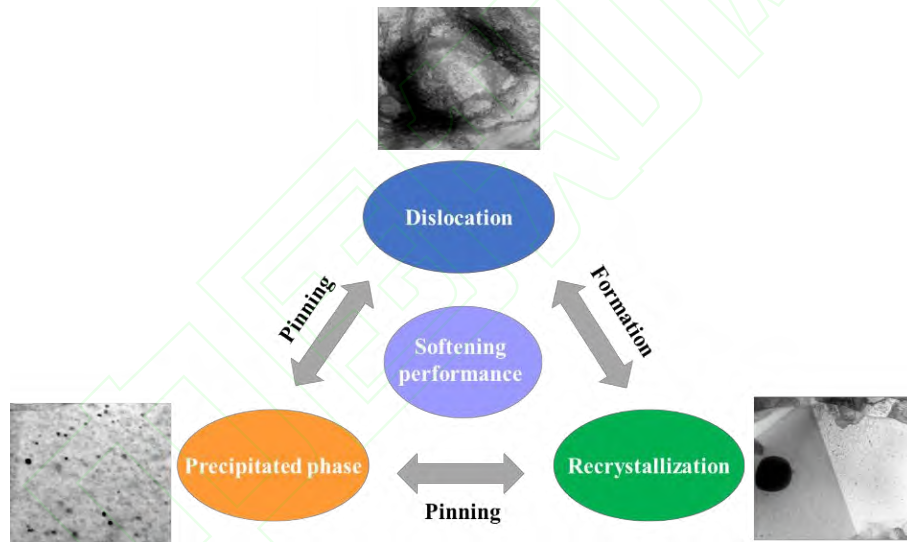 Dislocation
Pinning
Formation
Softening
performance
Precipitated phase
Recrystallization
Pinning